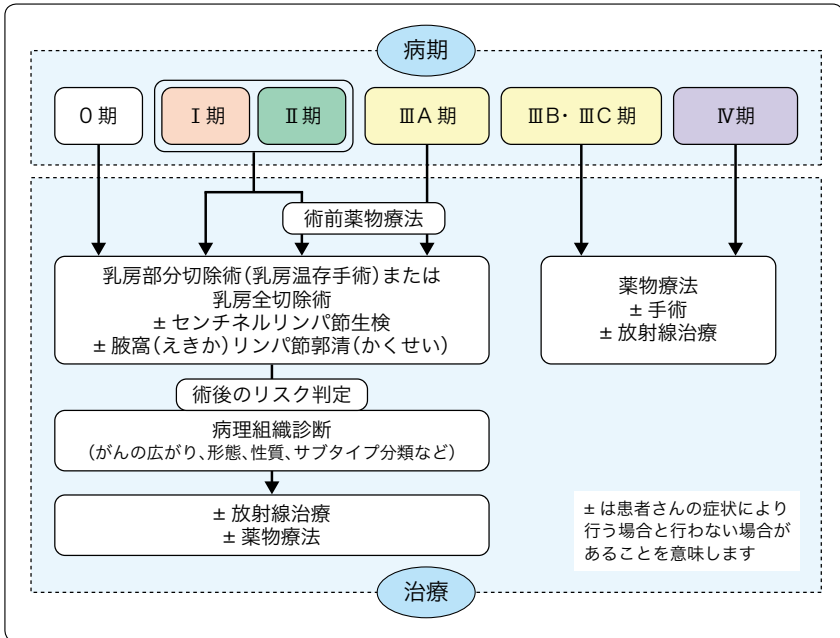 病期
0期
Ⅰ期
Ⅱ期
ⅢA期
ⅢB・ⅢC期
Ⅳ期
術前薬物療法
乳房部分切除術(乳房温存手術)または
乳房全切除術
± センチネルリンパ節生検
± 腋窩(えきか)リンパ節郭清(かくせい)
薬物療法
± 手術
± 放射線治療
術後のリスク判定
病理組織診断
(がんの広がり、形態、性質、サブタイプ分類など)
± 放射線治療
± 薬物療法
± は患者さんの症状により
行う場合と行わない場合が
あることを意味します
治療